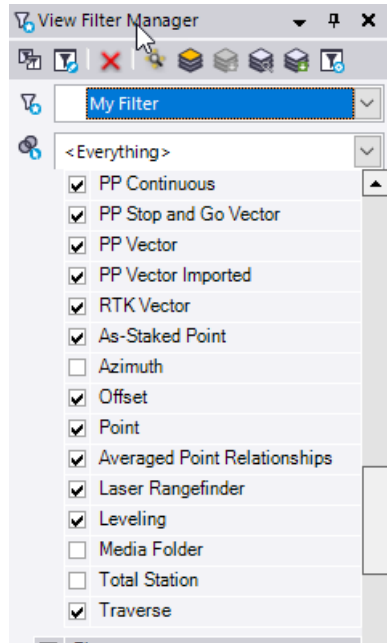 View Filter Manager
My Filter
<Everything>
PP Continuous
PP Stop and Go Vector
PP Vector
PP Vector Imported
RTK Vector
As-Staked Point
Azimuth
Offset
Point
Averaged Point Relationships
Laser Rangefinder
Leveling
Media Folder
Total Station
Traverse